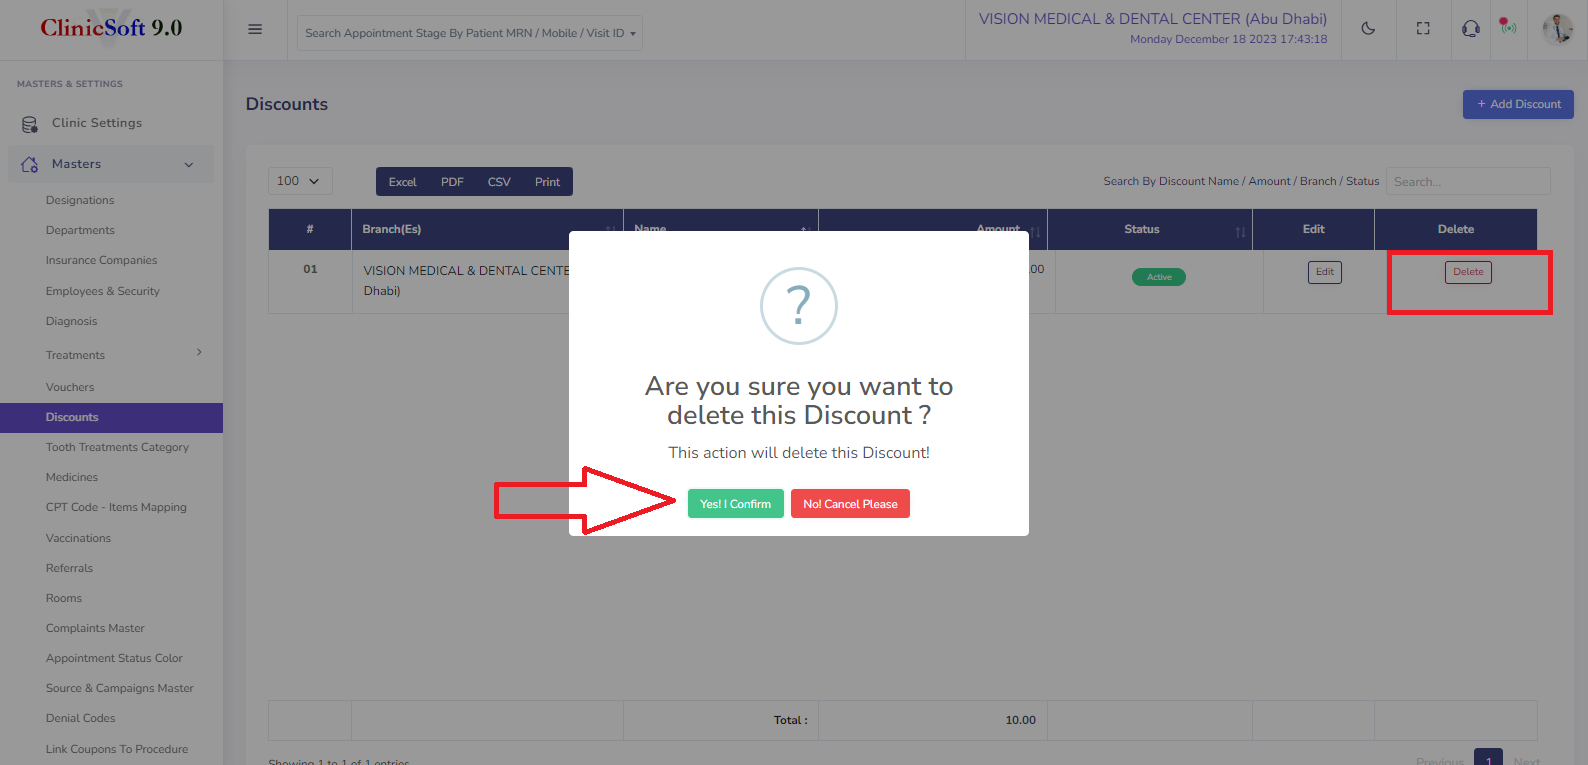 ClinicSoft 9.0
Search Appointment Stage By Patient MRN / Mobile / Visit ID
VISION MEDICAL & DENTAL CENTER (Abu Dhabi)
Monday December 18 2023 17:43:18
MASTERS & SETTINGS
Clinic Settings
Masters
Designations
Departments
Insurance Companies
Employees & Security
Diagnosis
Treatments
Vouchers
Discounts
Tooth Treatments Category
Medicines
CPT Code - Items Mapping
Vaccinations
Referrals
Rooms
Complaints Master
Appointment Status Color
Source & Campaigns Master
Denial Codes
Link Coupons To Procedure
Discounts
+ Add Discount
100
Excel PDF CSV Print
Search By Discount Name / Amount / Branch / Status
Search...
# Branch(Es) Name Amount Status Edit Delete
01 VISION MEDICAL & DENTAL CENTE .00 Active Edit Delete
Dhabi)
?
Are you sure you want to
delete this Discount ?
This action will delete this Discount!
Yes! I Confirm No! Cancel Please
Total : 10.00
Showing 1 to 1 of 1 entries
Previous 1 Next